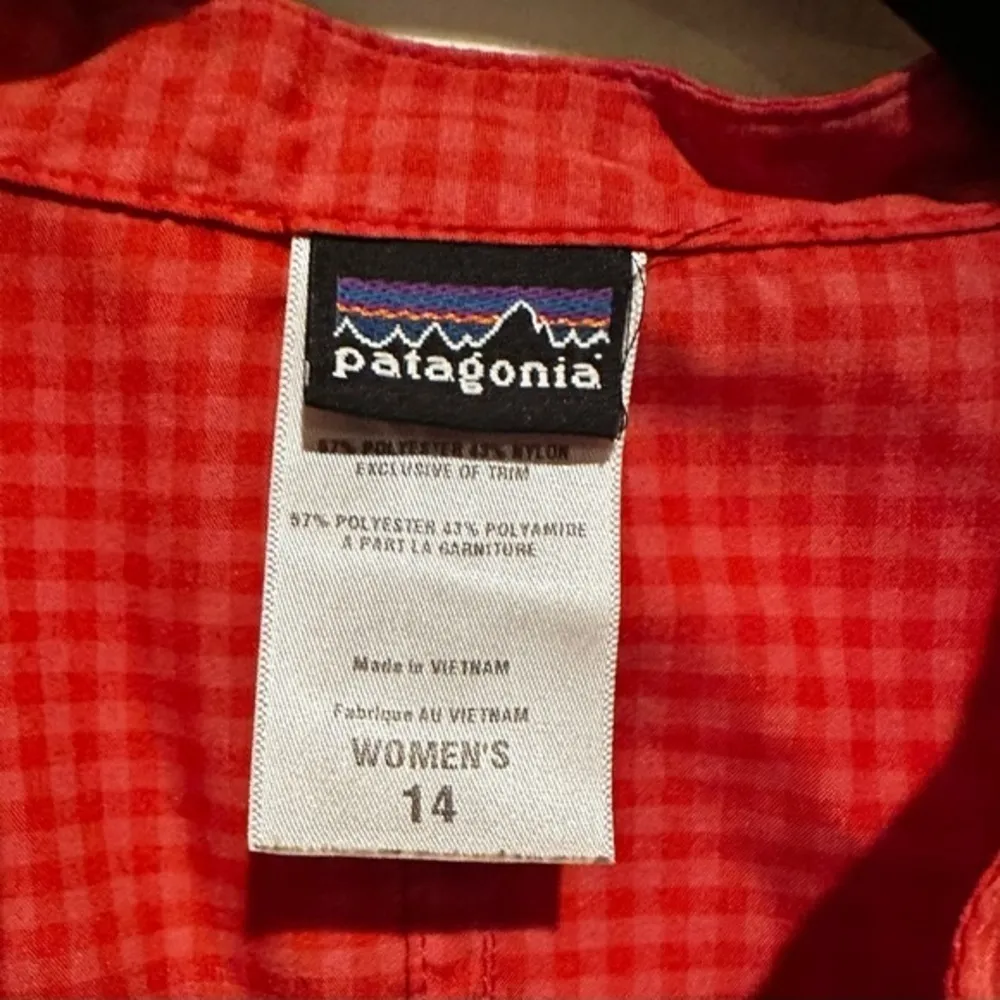 patagonia
57% POLYESTER 43% NYLON
EXCLUSIVE OF TRIM
57% POLYESTER 43% POLYAMIDE
A PART LA GARNITURE
Made in VIETNAM
Fabrique AU VIETNAM
WOMEN'S
14